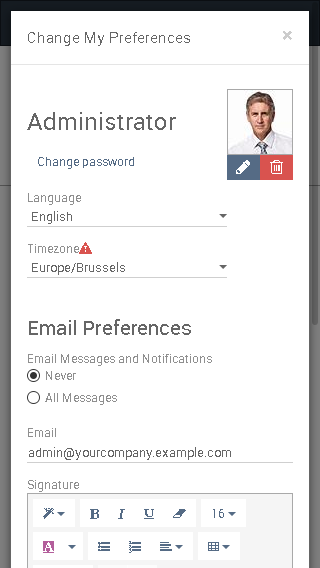 Change My Preferences ×
Administrator
Change password
Language
English
Timezone
Europe/Brussels
Email Preferences
Email Messages and Notifications
Never
All Messages
Email
admin@yourcompany.example.com
Signature
B I U 16
A